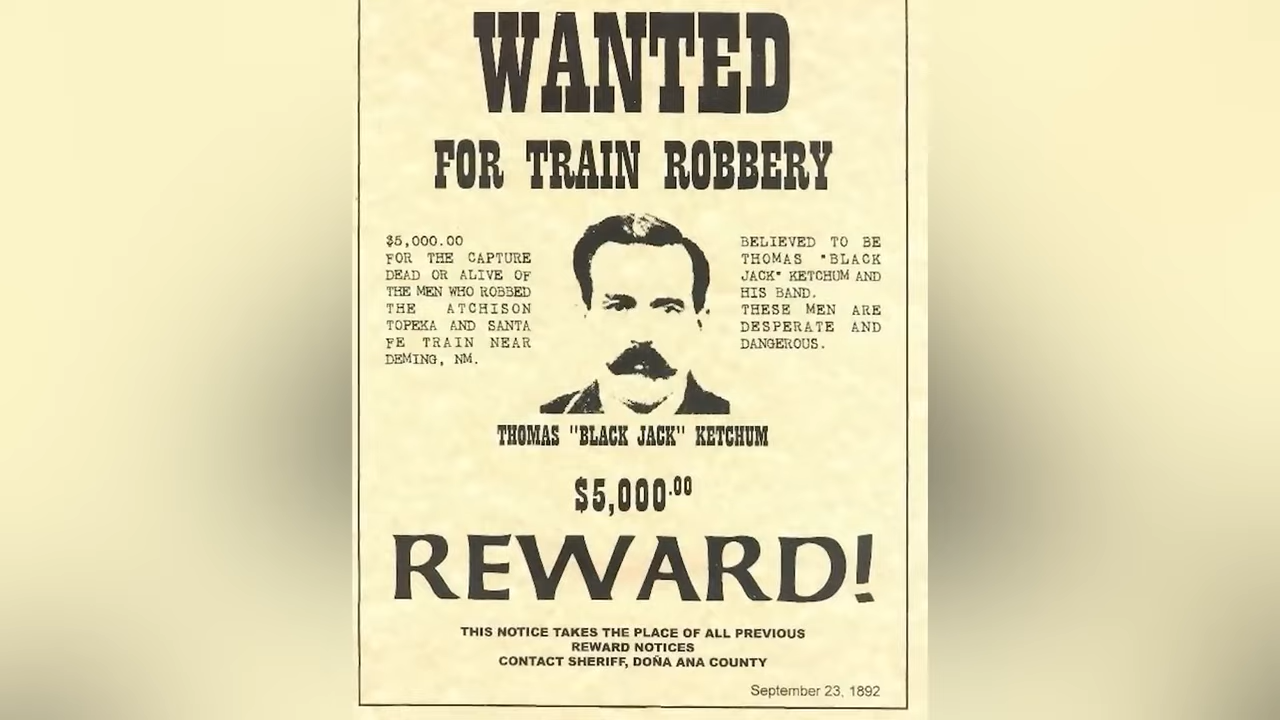 WANTED
FOR TRAIN ROBBERY
$5,000.00
FOR THE CAPTURE
DEAD OR ALIVE OF
THE MEN WHO ROBBED
THE ATCHISON
TOPEKA AND SANTA
FE TRAIN NEAR
DEMING, NM.
BELIEVED TO BE
THOMAS "BLACK
JACK" KETCHUM AND
HIS BAND.
THESE MEN ARE
DESPERATE AND
DANGEROUS.
THOMAS "BLACK JACK" KETCHUM
$5,000.00
REWARD!
THIS NOTICE TAKES THE PLACE OF ALL PREVIOUS
REWARD NOTICES
CONTACT SHERIFF, DOÑA ANA COUNTY
September 23, 1892